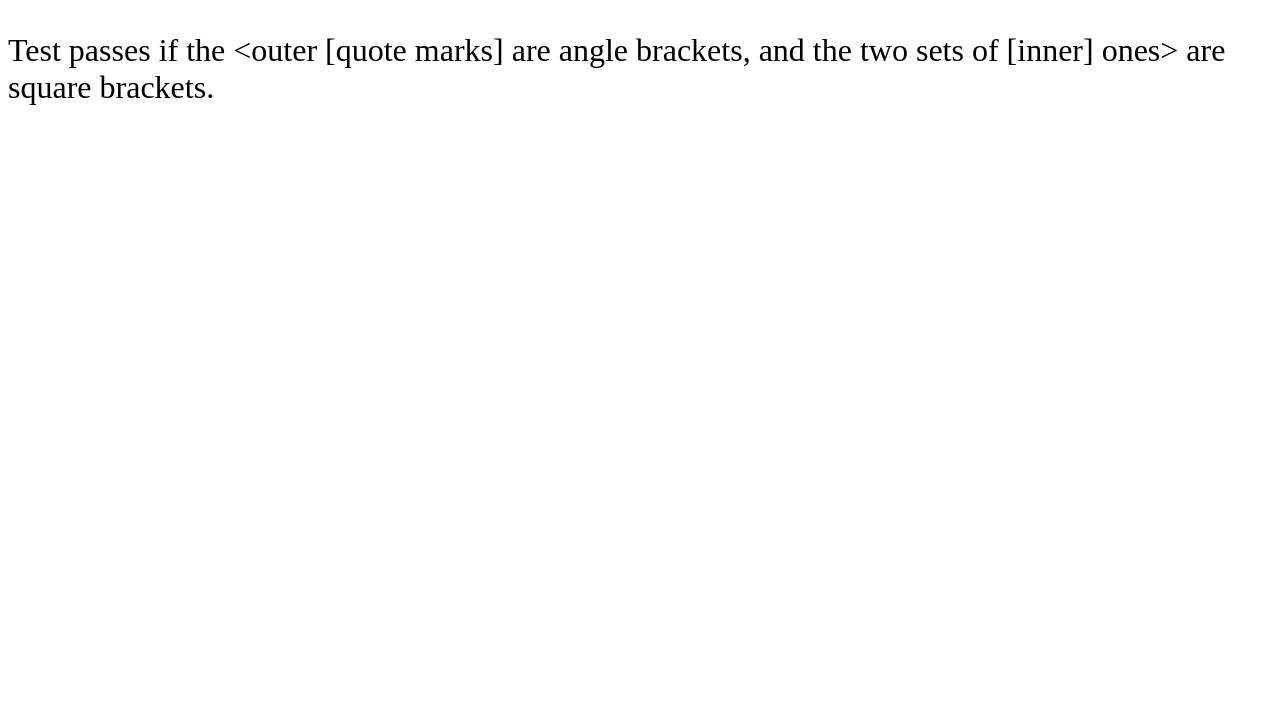 Test passes if the <outer [quote marks] are angle brackets, and the two sets of [inner] ones> are
square brackets.